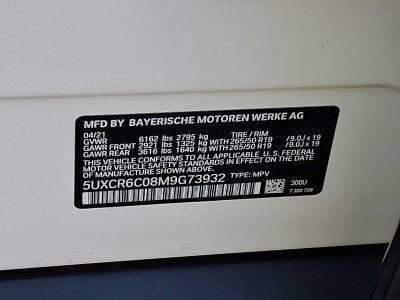 MFD BY BAYERISCHE MOTOREN WERKE AG
04/21
GVWR 6162 lbs 2795 kg TIRE / RIM
GAWR FRONT 2921 lbs 1325 kg WITH 265/50 R19 / 9.0J x 19
GAWR REAR 3616 lbs 1640 kg WITH 265/50 R19 / 9.0J x 19
THIS VEHICLE CONFORMS TO ALL APPLICABLE U.S. FEDERAL
MOTOR VEHICLE SAFETY STANDARDS IN EFFECT ON THE
DATE OF MANUFACTURE SHOWN ABOVE.
5UXCR6C08M9G73932 TYPE: MPV
300U
7 320 729